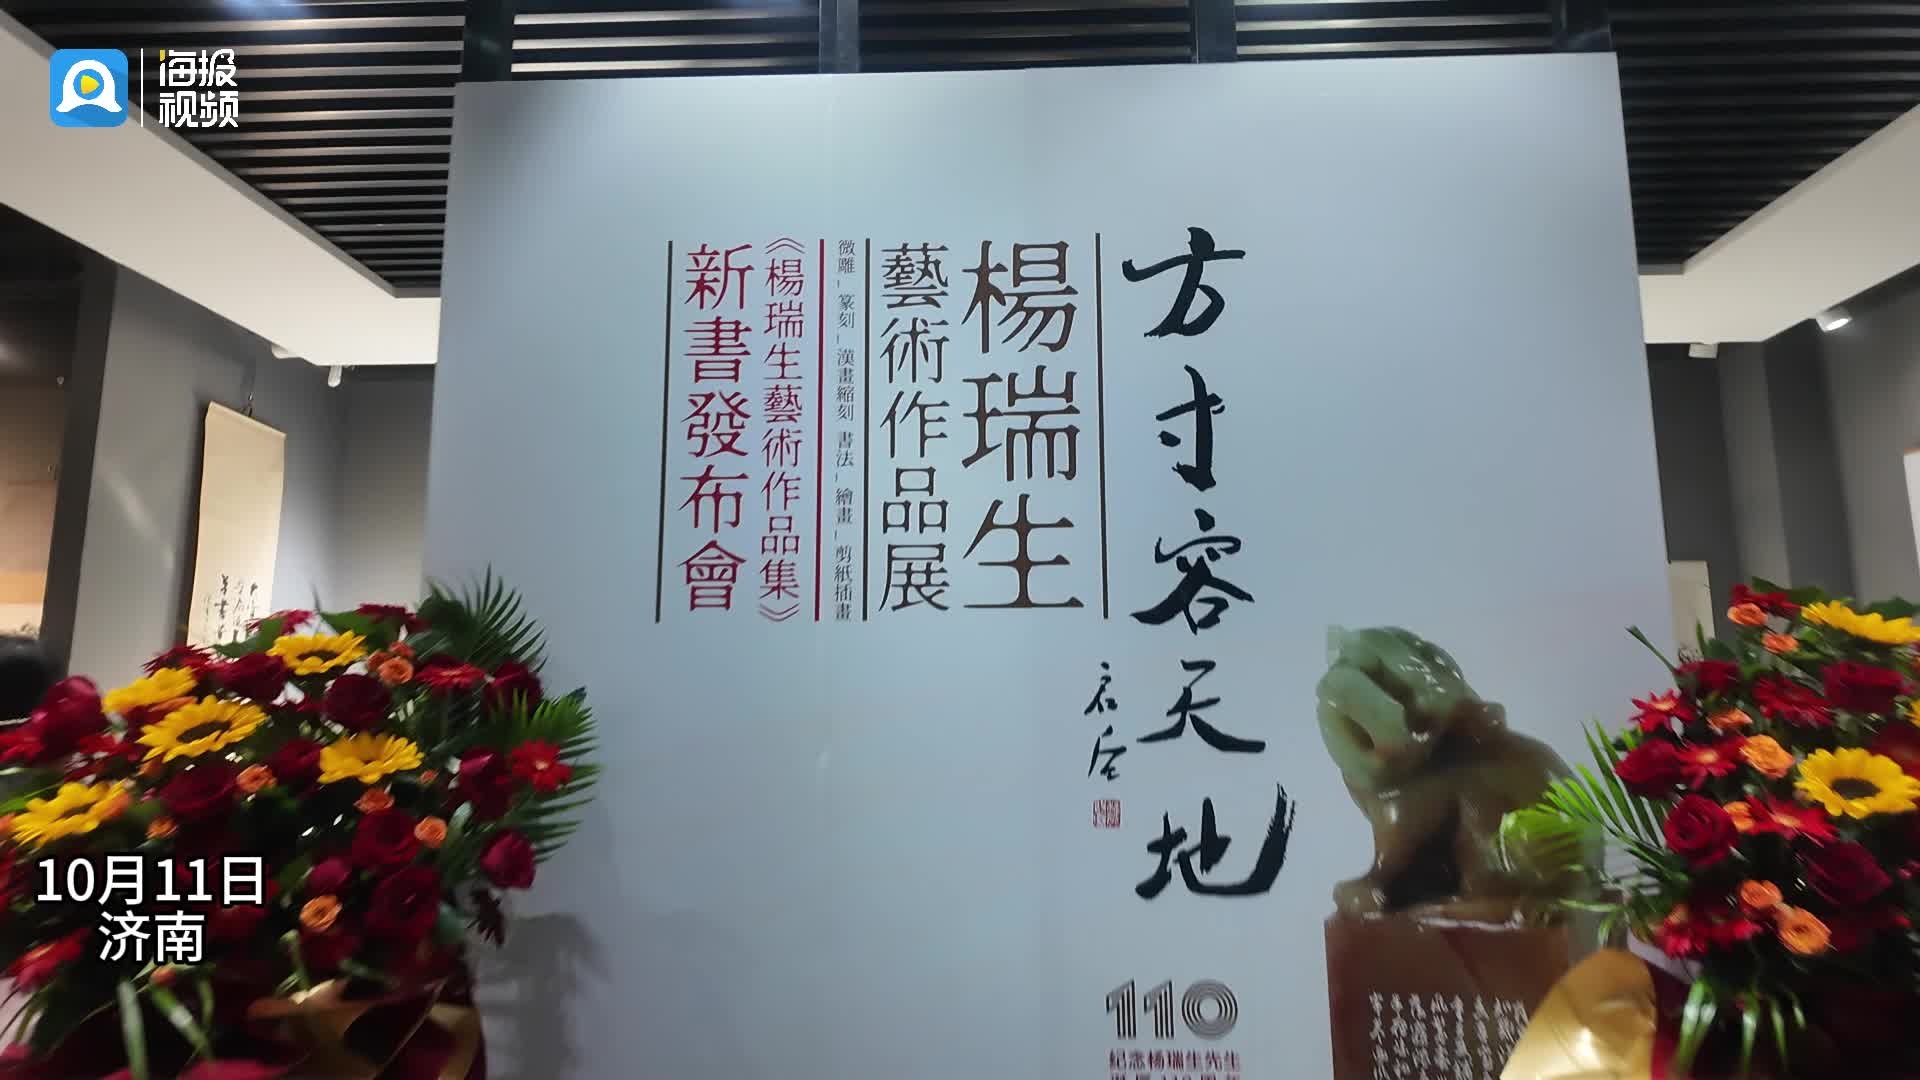 海报
视频
方寸容天地
启后
楊瑞生
藝術作品展
微雕 篆刻 漢畫縮刻 書法 繪畫 剪紙插畫
《楊瑞生藝術作品集》
新書發布會
110
紀念楊瑞生先生
10月11日
济南